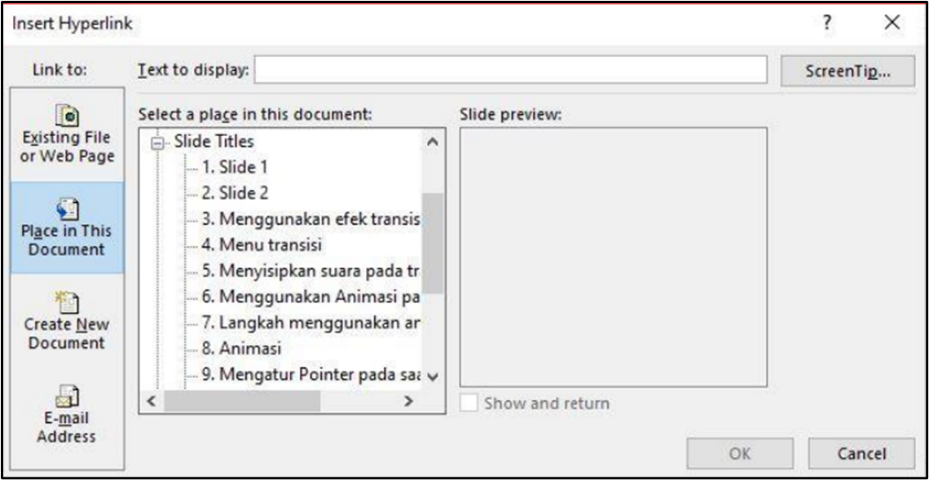 Insert Hyperlink ?
Link to:
Text to display:
ScreenTip...
Existing File
or Web Page
Place in This
Document
Create New
Document
E-mail
Address
Select a place in this document:
Slide Titles
1. Slide 1
2. Slide 2
3. Menggunakan efek transis
4. Menu transisi
5. Menyisipkan suara pada tr
6. Menggunakan Animasi pa
7. Langkah menggunakan an
8. Animasi
9. Mengatur Pointer pada saa
Slide preview:
Show and return
OK
Cancel